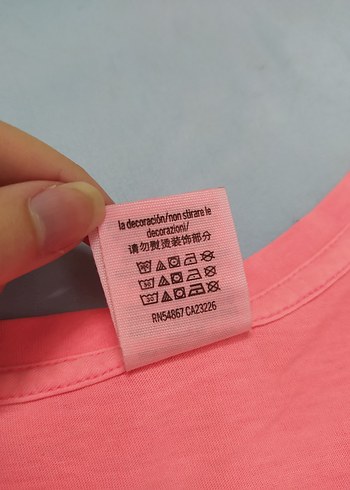 la decoración/non stirare le
decorazioni/
请勿熨烫装饰部分
RN54867 CA23226